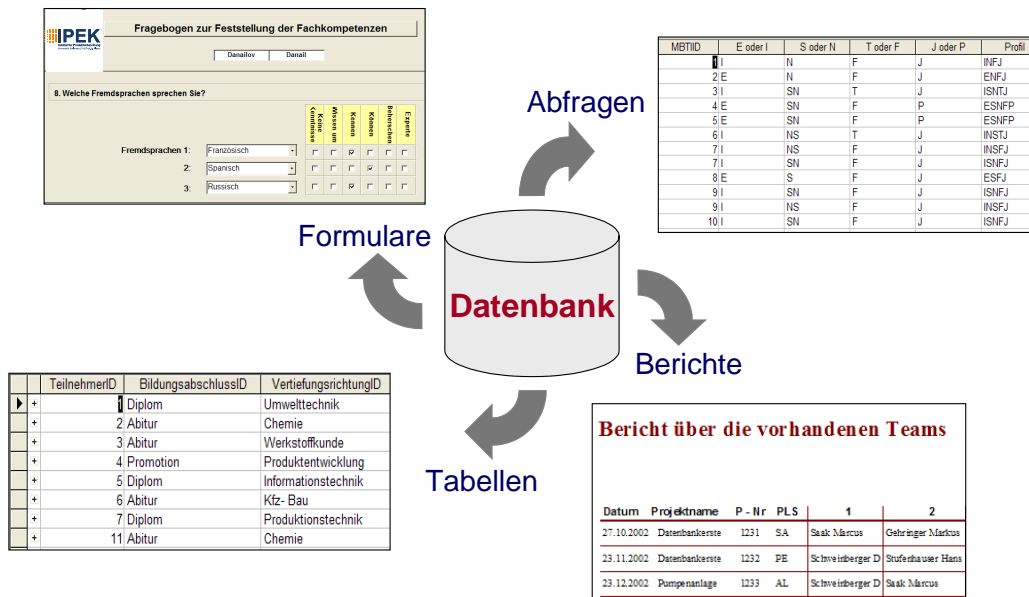 IPEK
Fragebogen zur Feststellung der Fachkompetenzen
Danailov Danail
8. Welche Fremdsprachen sprechen Sie?
Keine Kenntnisse
Wissen um
Kennen
Können
Beherschen
Experte
Fremdsprachen 1: Französisch
2: Spanisch
3: Russisch
Abfragen
MBTIID E oder I S oder N T oder F J oder P Profil
1 I N F J INFJ
2 E N F J ENFJ
3 I SN T J ISNTJ
4 E SN F P ESNFP
5 E SN F P ESNFP
6 I NS T J INSTJ
7 I NS F J INSFJ
7 I SN F J ISNFJ
8 E S F J ESFJ
9 I SN F J ISNFJ
9 I NS F J INSFJ
10 I SN F J ISNFJ
Formulare
Datenbank
Berichte
TeilnehmerID BildungsabschlussID VertiefungsrichtungID
+ 1 Diplom Umwelttechnik
+ 2 Abitur Chemie
+ 3 Abitur Werkstoffkunde
+ 4 Promotion Produktentwicklung
+ 5 Diplom Informationstechnik
+ 6 Abitur Kfz- Bau
+ 7 Diplom Produktionstechnik
+ 11 Abitur Chemie
Tabellen
Bericht über die vorhandenen Teams
Datum Projektname P - Nr PLS 1 2
27.10.2002 Datenbankerste 1231 SA Saak Marcus Gehringer Markus
23.11.2002 Datenbankerste 1232 PE Schweinberger D Stufenhauser Hans
23.12.2002 Pumpenanlage 1233 AL Schweinberger D Saak Marcus